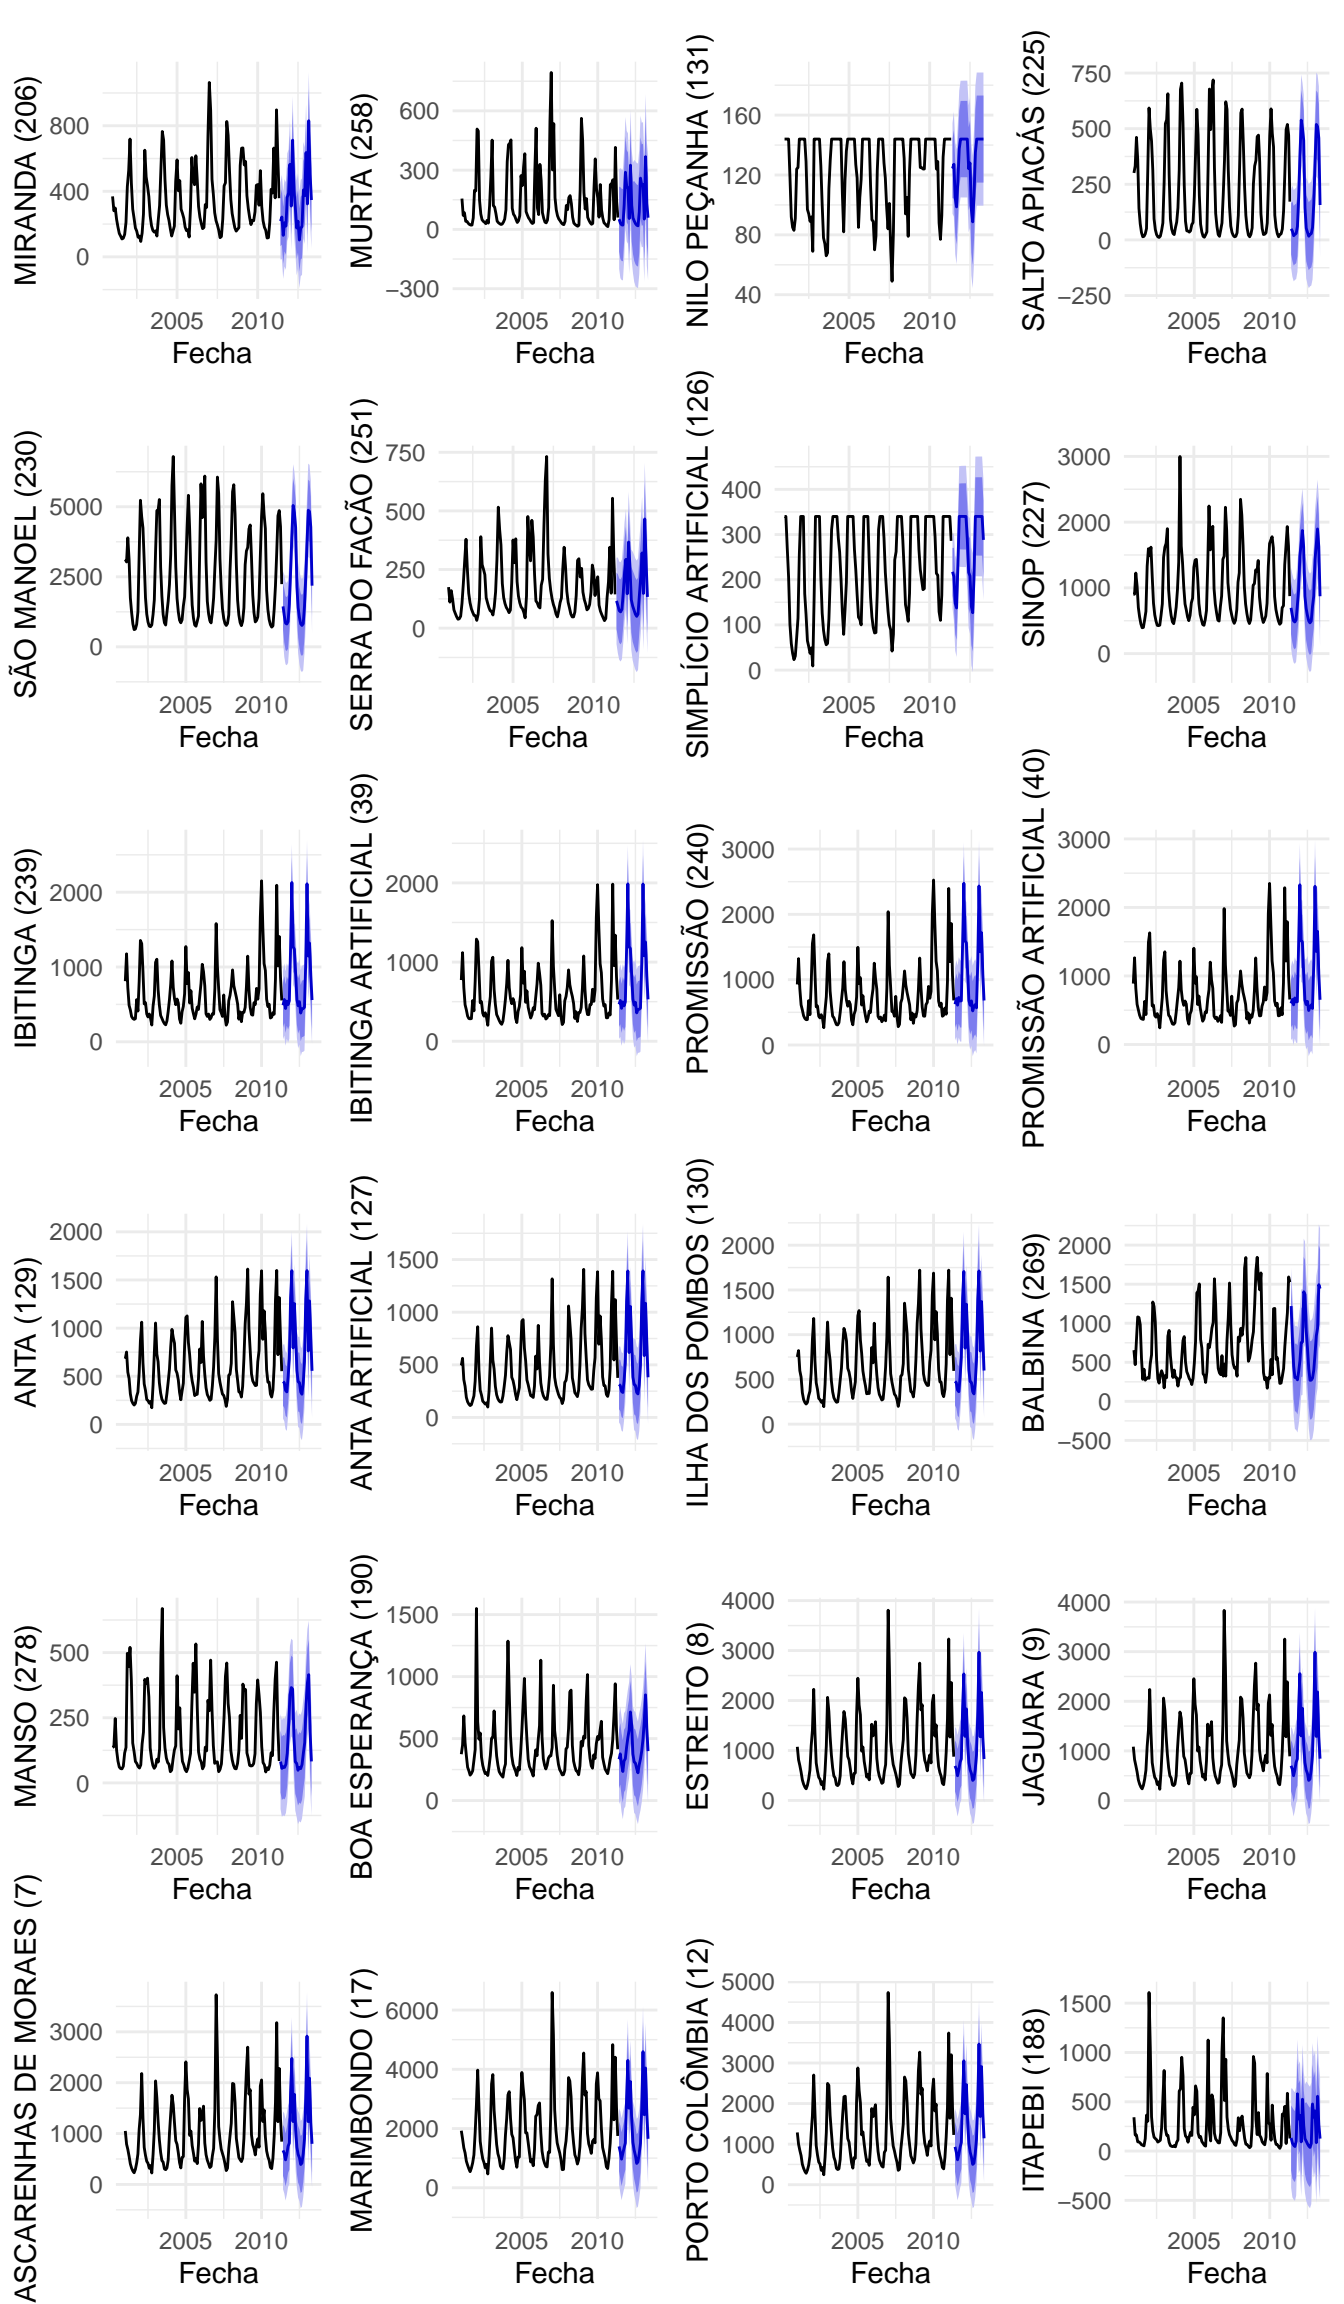 MIRANDA (206)
800
400
0
2005 2010
Fecha
MURTA (258)
600
300
0
−300
2005 2010
Fecha
NILO PEÇANHA (131)
160
120
80
40
2005 2010
Fecha
SALTO APIACÁS (225)
750
500
250
0
−250
2005 2010
Fecha
SÃO MANOEL (230)
5000
2500
0
2005 2010
Fecha
SERRA DO FACÃO (251)
750
500
250
0
2005 2010
Fecha
SIMPLÍCIO ARTIFICIAL (126)
400
300
200
100
0
2005 2010
Fecha
SINOP (227)
3000
2000
1000
0
2005 2010
Fecha
IBITINGA (239)
2000
1000
0
2005 2010
Fecha
IBITINGA ARTIFICIAL (39)
2000
1000
0
2005 2010
Fecha
PROMISSÃO (240)
3000
2000
1000
0
2005 2010
Fecha
PROMISSÃO ARTIFICIAL (40)
3000
2000
1000
0
2005 2010
Fecha
ANTA (129)
2000
1500
1000
500
0
2005 2010
Fecha
ANTA ARTIFICIAL (127)
1500
1000
500
0
2005 2010
Fecha
ILHA DOS POMBOS (130)
2000
1500
1000
500
0
2005 2010
Fecha
BALBINA (269)
2000
1500
1000
500
0
−500
2005 2010
Fecha
MANSO (278)
500
250
0
2005 2010
Fecha
BOA ESPERANÇA (190)
1500
1000
500
0
2005 2010
Fecha
ESTREITO (8)
4000
3000
2000
1000
0
2005 2010
Fecha
JAGUARA (9)
4000
3000
2000
1000
0
2005 2010
Fecha
ASCARENHAS DE MORAES (7)
3000
2000
1000
0
2005 2010
Fecha
MARIMBONDO (17)
6000
4000
2000
0
2005 2010
Fecha
PORTO COLÔMBIA (12)
5000
4000
3000
2000
1000
0
2005 2010
Fecha
ITAPEBI (188)
1500
1000
500
0
−500
2005 2010
Fecha